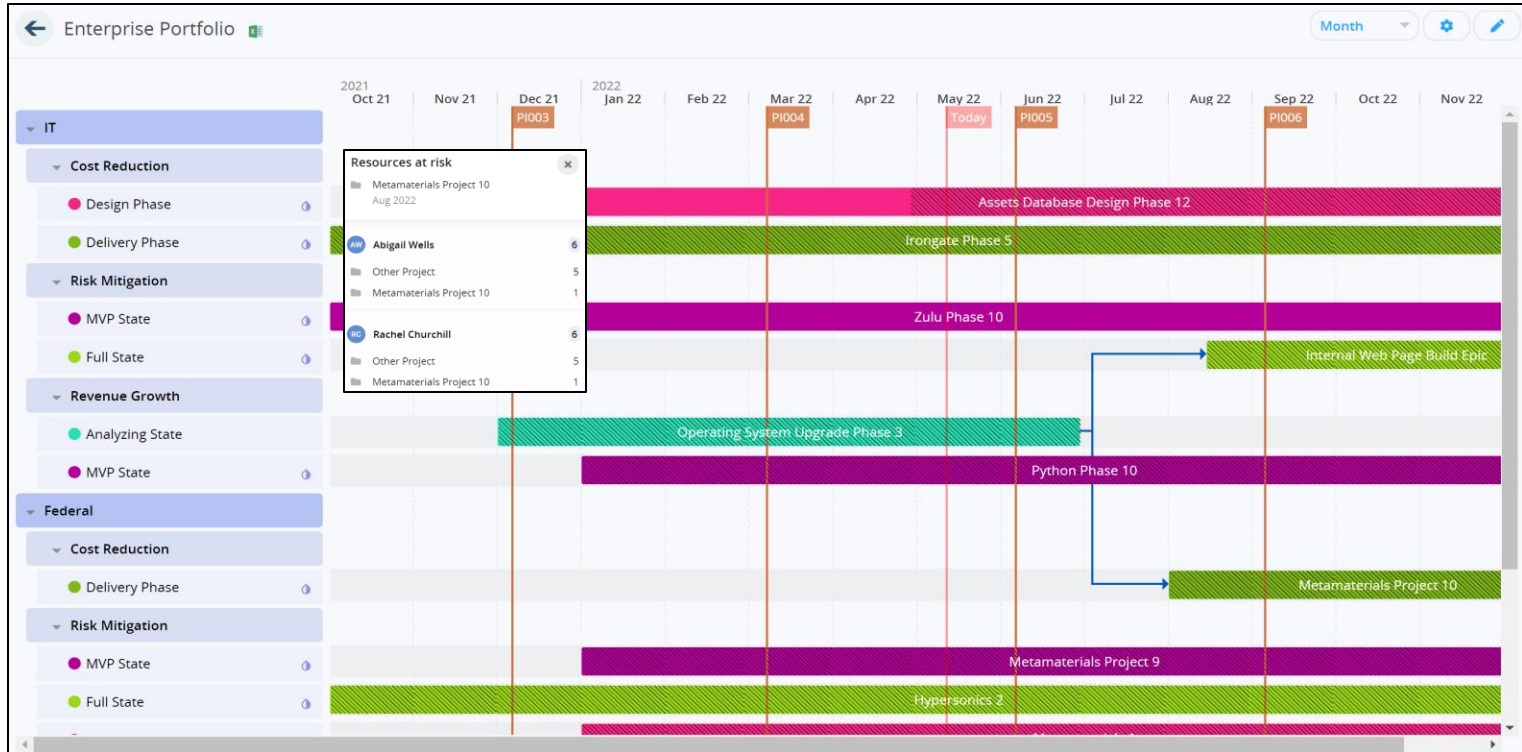 Enterprise Portfolio
Month
2021
2022
Oct 21 Nov 21 Dec 21 Jan 22 Feb 22 Mar 22 Apr 22 May 22 Jun 22 Jul 22 Aug 22 Sep 22 Oct 22 Nov 22
PI003 PI004 Today PI005 PI006
IT
Cost Reduction
Design Phase
Assets Database Design Phase 12
Delivery Phase
Irongate Phase 5
Risk Mitigation
MVP State
Zulu Phase 10
Full State
Internal Web Page Build Epic
Revenue Growth
Analyzing State
Operating System Upgrade Phase 3
MVP State
Python Phase 10
Federal
Cost Reduction
Delivery Phase
Metamaterials Project 10
Risk Mitigation
MVP State
Metamaterials Project 9
Full State
Hypersonics 2
Resources at risk
Metamaterials Project 10
Aug 2022
AW Abigail Wells 6
Other Project 5
Metamaterials Project 10 1
RC Rachel Churchill 6
Other Project 5
Metamaterials Project 10 1